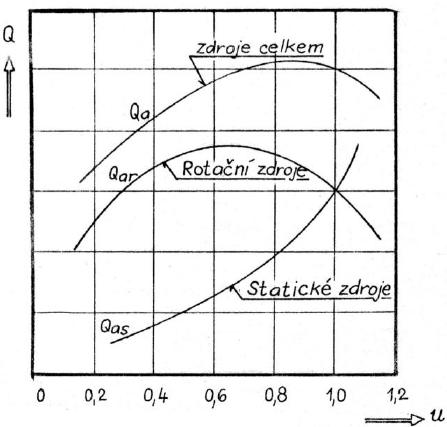 Q
zdroje celkem
Qa
Qar
Rotační zdroje
Statické zdroje
Qas
0 0,2 0,4 0,6 0,8 1,0 1,2
u